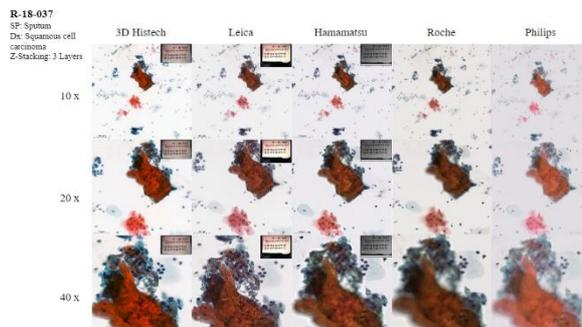 R-18-037
SP: Sputum
Dx: Squamous cell
carcinoma
Z-Stacking: 3 Layers
3D Histech Leica Hamamatsu Roche Philips
10 x
20 x
40 x